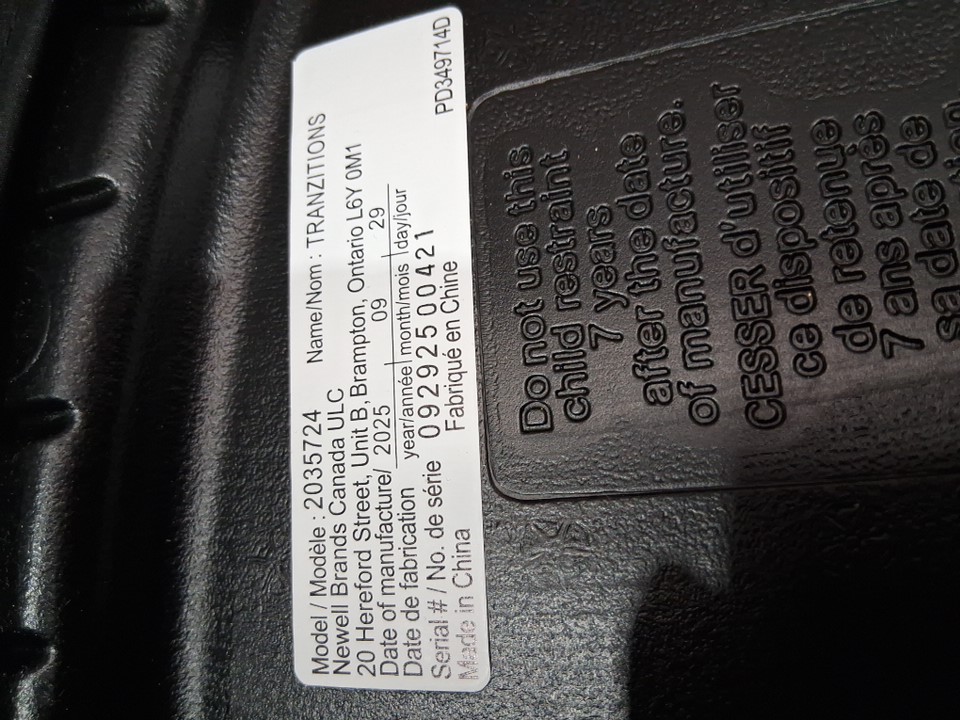 Model / Modèle : 2035724 Name/Nom : TRANZITIONS
Newell Brands Canada ULC
20 Hereford Street, Unit B, Brampton, Ontario L6Y 0M1
Date of manufacture/ 2025 09 29
Date de fabrication year/année month/mois day/jour
Serial # / No. de série 092925 00421
Made in China Fabriqué en Chine
PD349714D
Do not use this
child restraint
7 years
after the date
of manufacture.
CESSER d'utiliser
ce dispositif
de retenue
7 ans après
sa date de